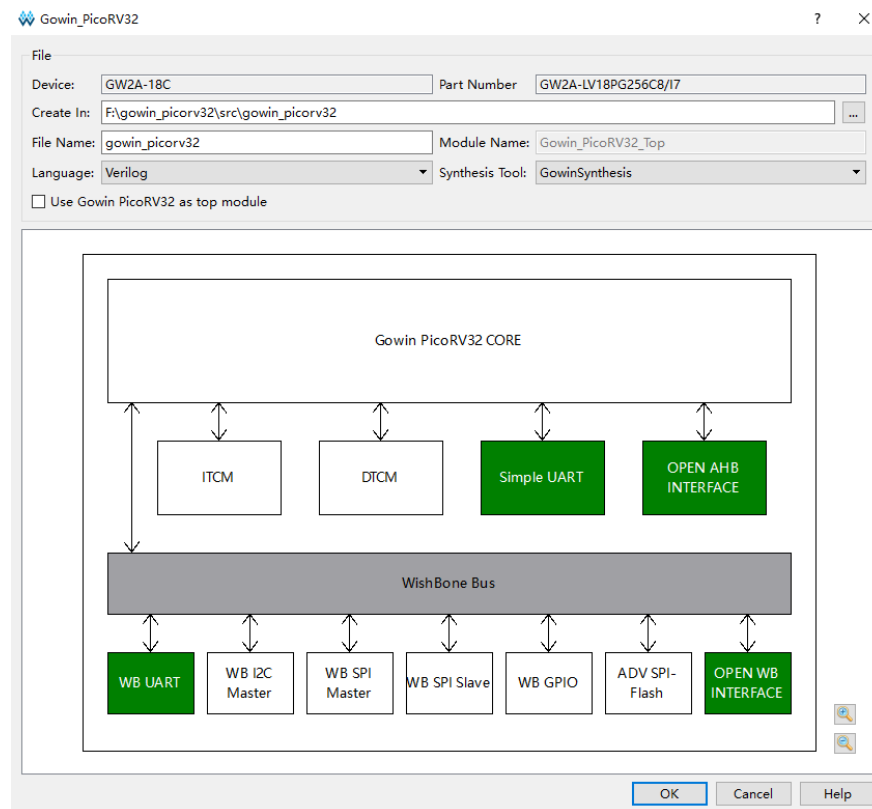 Gowin_PicoRV32
?
File
Device: GW2A-18C Part Number GW2A-LV18PG256C8/I7
Create In: F:\gowin_picorv32\src\gowin_picorv32 ...
File Name: gowin_picorv32 Module Name: Gowin_PicoRV32_Top
Language: Verilog Synthesis Tool: GowinSynthesis
Use Gowin PicoRV32 as top module
Gowin PicoRV32 CORE
ITCM
DTCM
Simple UART
OPEN AHB
INTERFACE
WishBone Bus
WB UART
WB I2C
Master
WB SPI
Master
WB SPI Slave
WB GPIO
ADV SPI-
Flash
OPEN WB
INTERFACE
OK
Cancel
Help